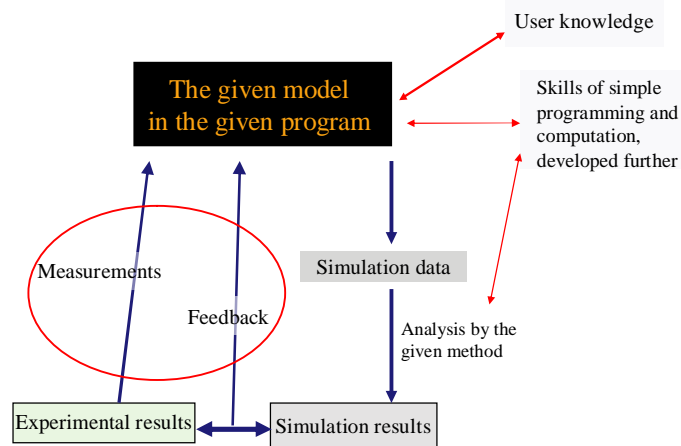 User knowledge
The given model
in the given program
Skills of simple
programming and
computation,
developed further
Measurements
Simulation data
Feedback
Analysis by the
given method
Experimental results
Simulation results